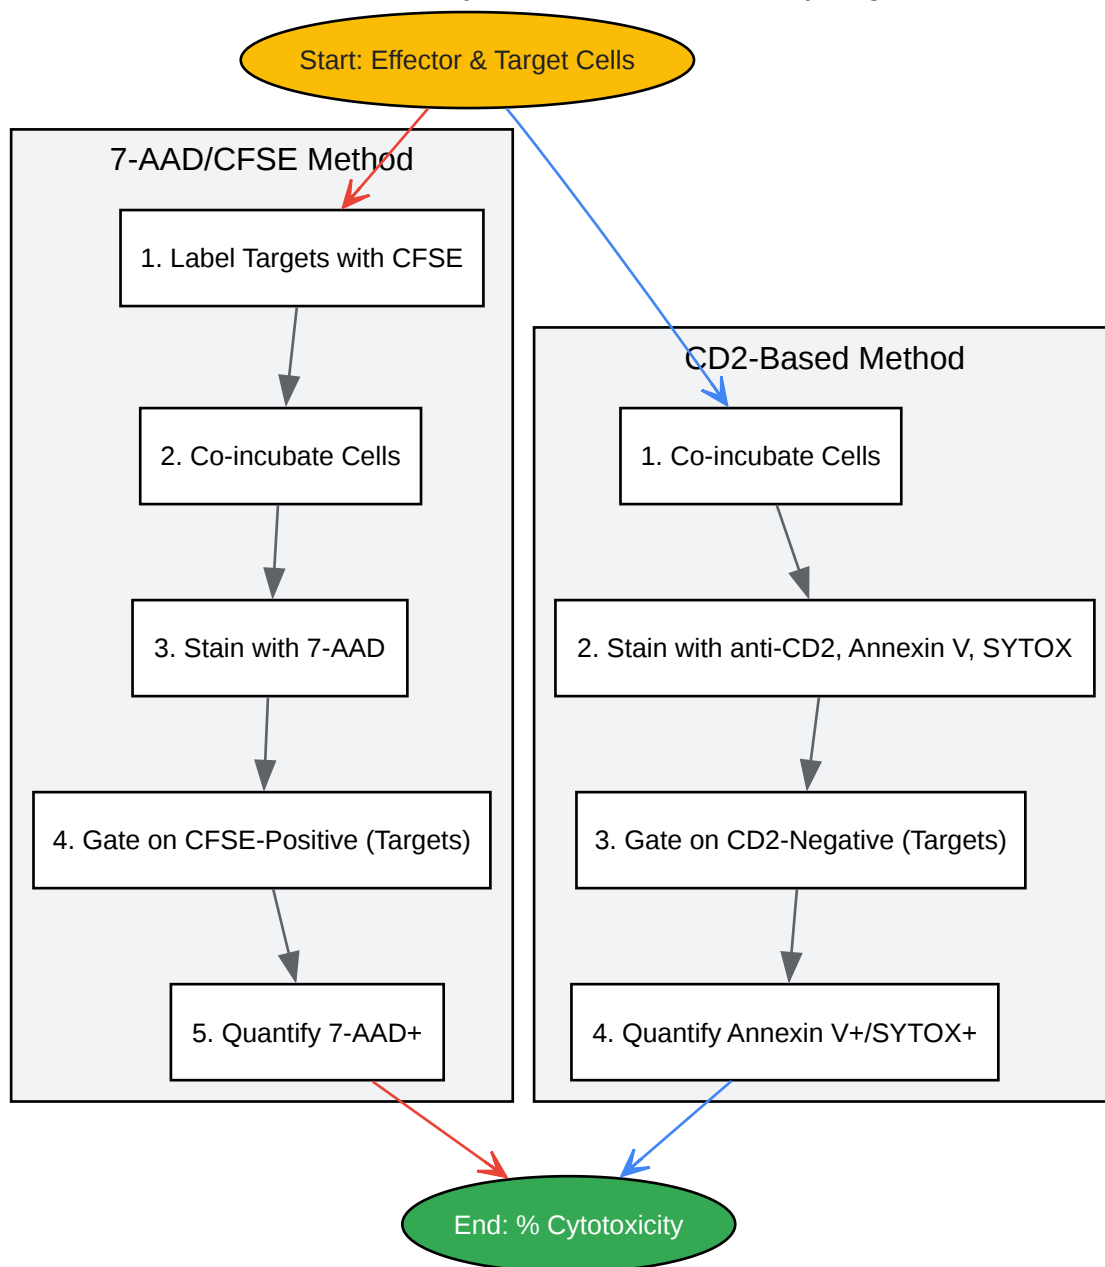 Start: Effector & Target Cells
7-AAD/CFSE Method
1. Label Targets with CFSE
2. Co-incubate Cells
3. Stain with 7-AAD
4. Gate on CFSE-Positive (Targets)
5. Quantify 7-AAD+
CD2-Based Method
1. Co-incubate Cells
2. Stain with anti-CD2, Annexin V, SYTOX
3. Gate on CD2-Negative (Targets)
4. Quantify Annexin V+/SYTOX+
End: % Cytotoxicity